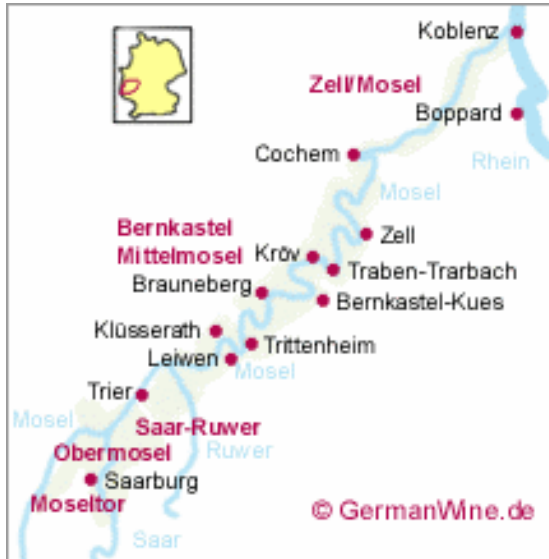 Koblenz
Zell/Mosel
Boppard
Cochem
Rhein
Mosel
Bernkastel
Mittelmosel
Zell
Kröv
Traben-Trarbach
Brauneberg
Bernkastel-Kues
Klüsserath
Trittenheim
Leiwen
Mosel
Trier
Mosel
Saar-Ruwer
Obermosel
Ruwer
Saarburg
Moseltor
© GermanWine.de
Saar